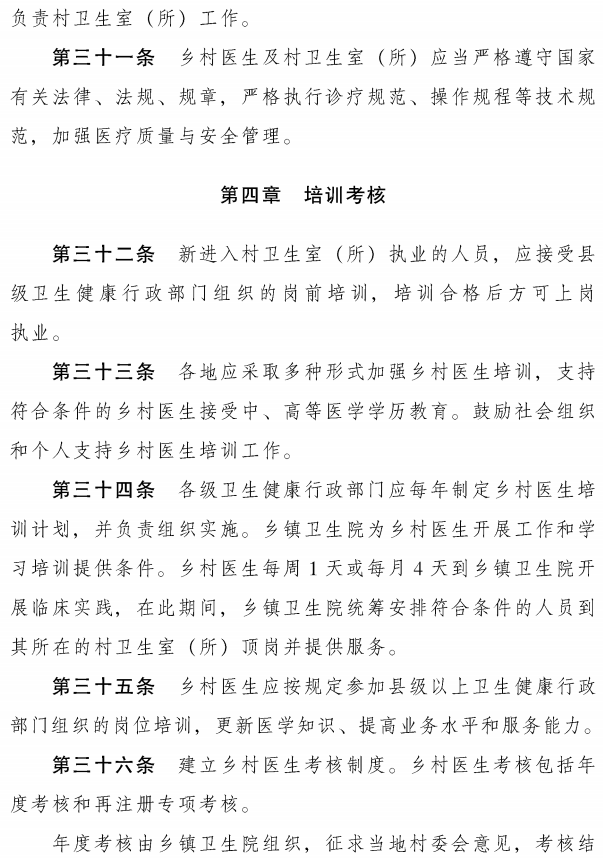 负责村卫生室（所）工作。
第三十一条　乡村医生及村卫生室（所）应当严格遵守国家
有关法律、法规、规章，严格执行诊疗规范、操作规程等技术规
范，加强医疗质量与安全管理。
第四章　培训考核
第三十二条　新进入村卫生室（所）执业的人员，应接受县
级卫生健康行政部门组织的岗前培训，培训合格后方可上岗
执业。
第三十三条　各地应采取多种形式加强乡村医生培训，支持
符合条件的乡村医生接受中、高等医学学历教育。鼓励社会组织
和个人支持乡村医生培训工作。
第三十四条　各级卫生健康行政部门应每年制定乡村医生培
训计划，并负责组织实施。乡镇卫生院为乡村医生开展工作和学
习培训提供条件。乡村医生每周 1 天或每月 4 天到乡镇卫生院开
展临床实践，在此期间，乡镇卫生院统筹安排符合条件的人员到
其所在的村卫生室（所）顶岗并提供服务。
第三十五条　乡村医生应按规定参加县级以上卫生健康行政
部门组织的岗位培训，更新医学知识、提高业务水平和服务能力。
第三十六条　建立乡村医生考核制度。乡村医生考核包括年
度考核和再注册专项考核。
年度考核由乡镇卫生院组织，征求当地村委会意见，考核结